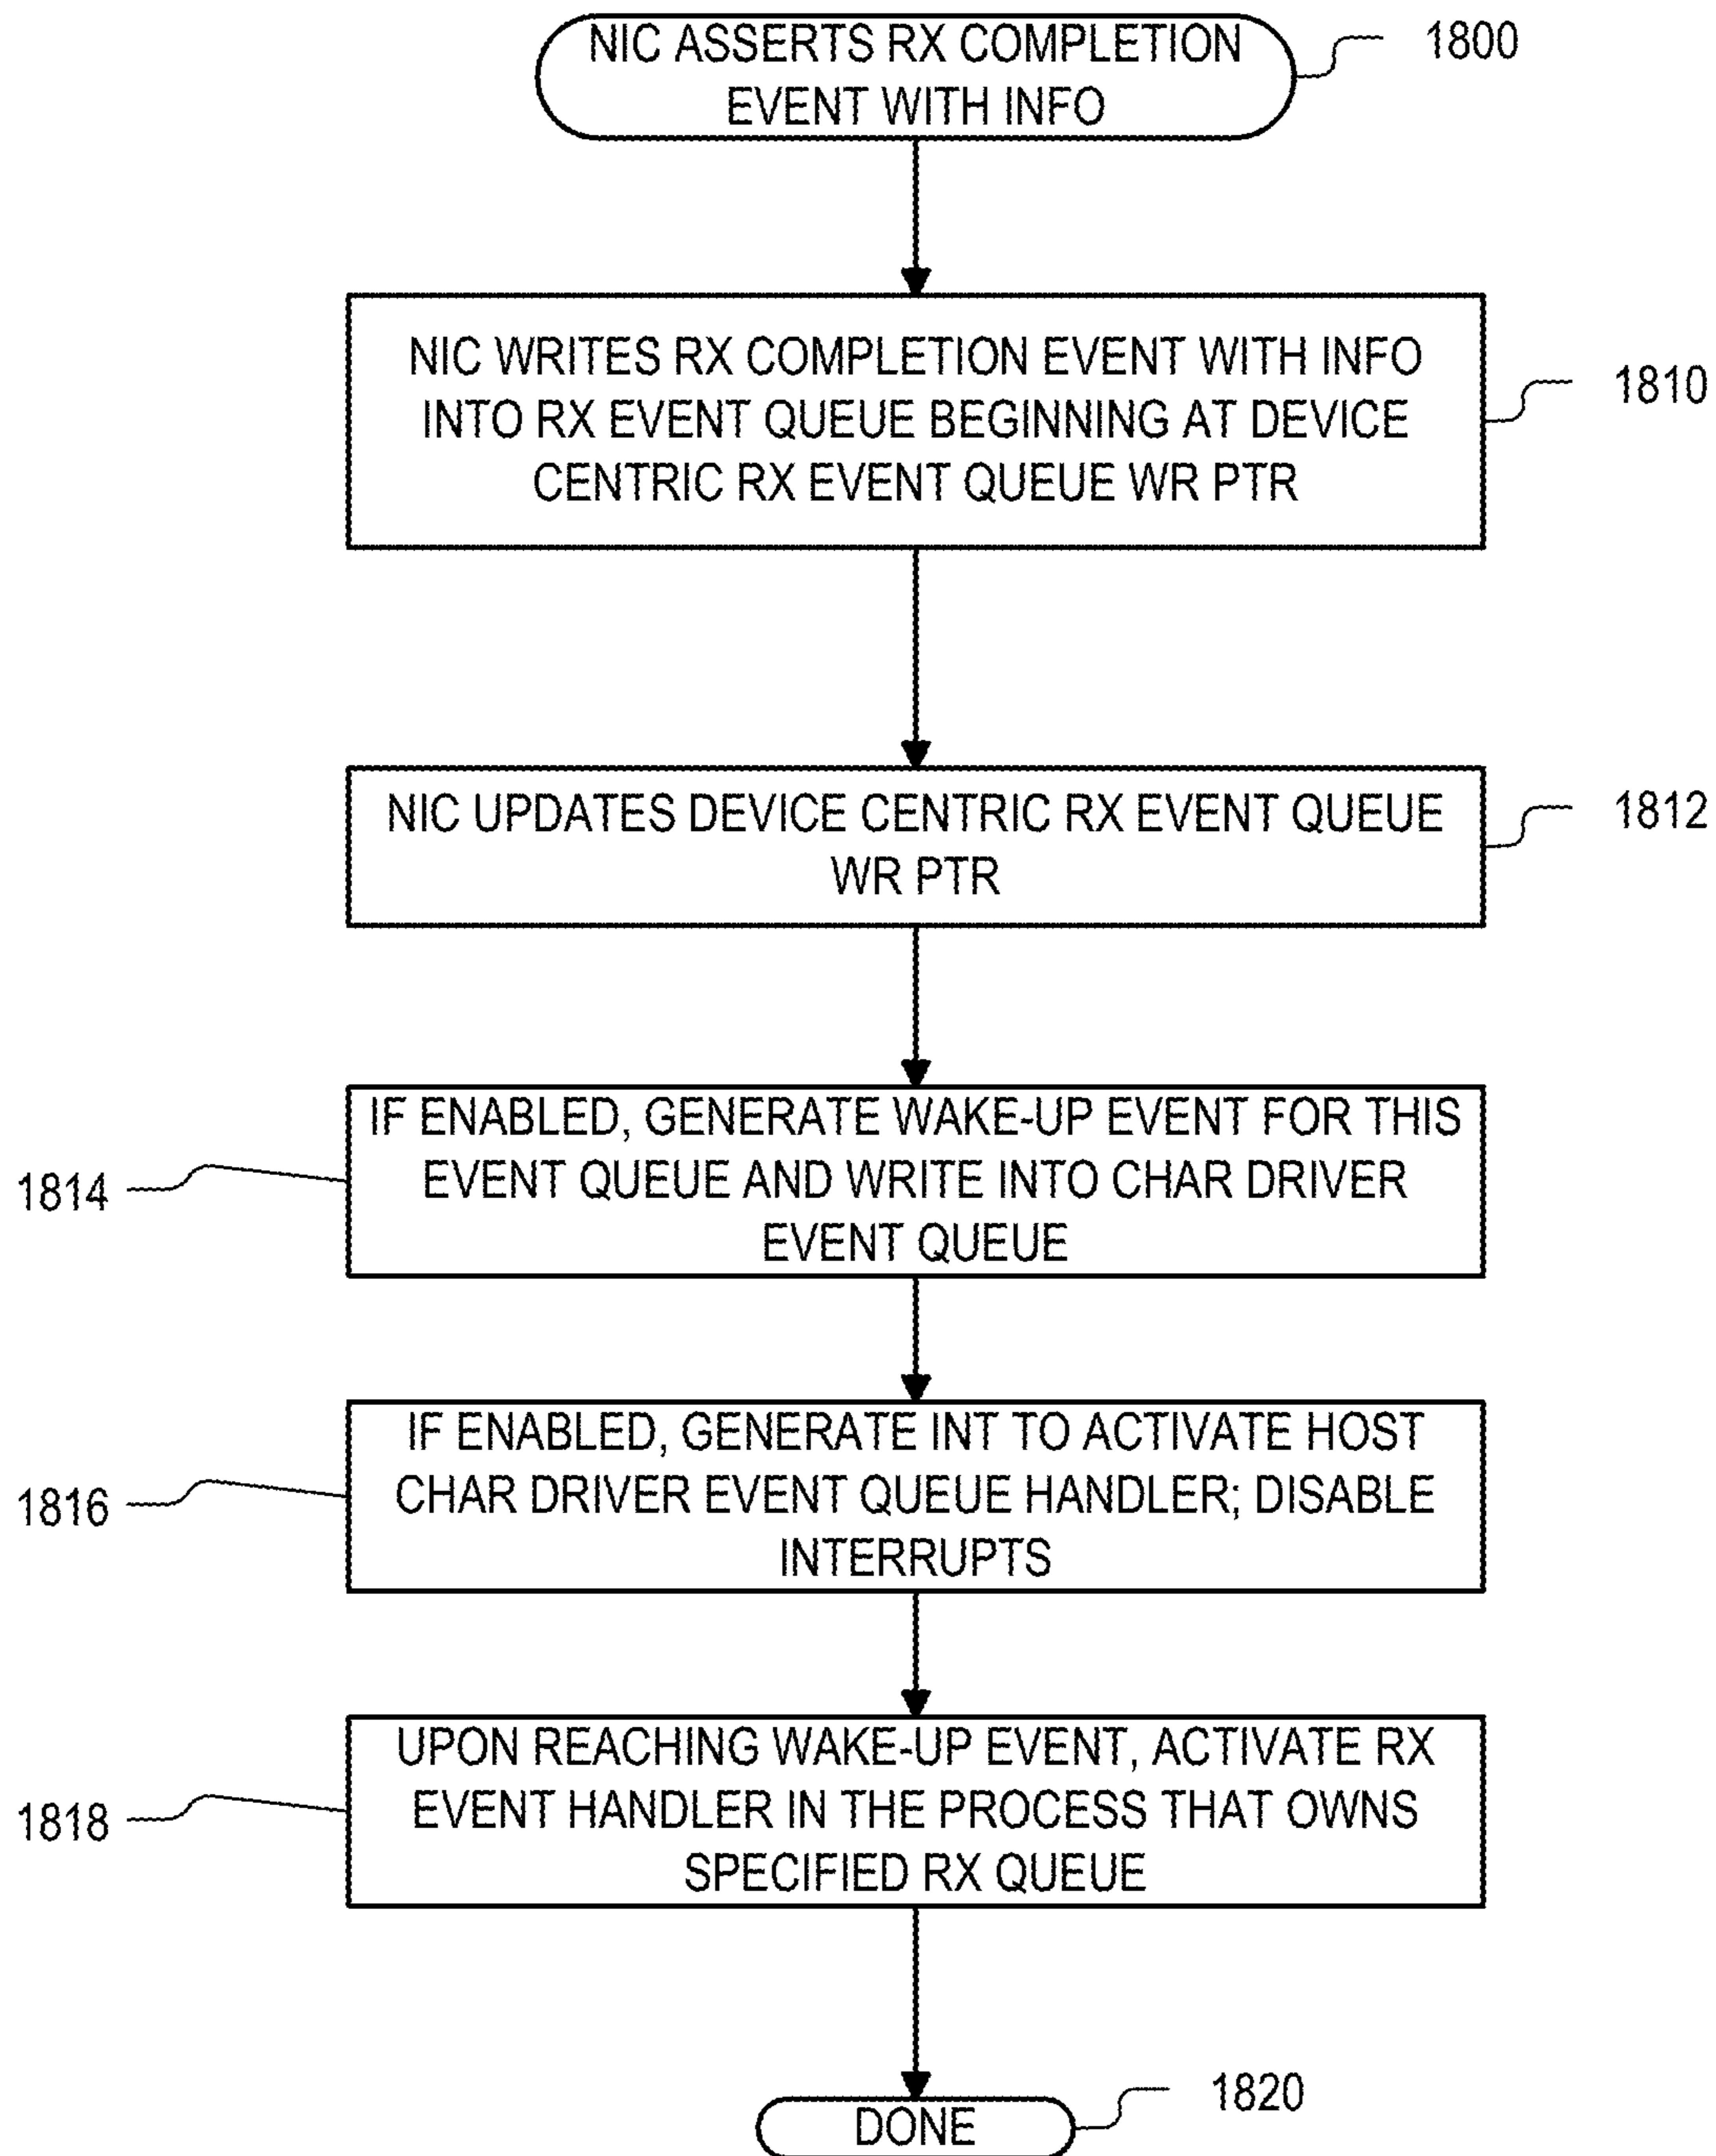 NIC ASSERTS RX COMPLETION
EVENT WITH INFO
1800
NIC WRITES RX COMPLETION EVENT WITH INFO
INTO RX EVENT QUEUE BEGINNING AT DEVICE
CENTRIC RX EVENT QUEUE WR PTR
1810
NIC UPDATES DEVICE CENTRIC RX EVENT QUEUE
WR PTR
1812
IF ENABLED, GENERATE WAKE-UP EVENT FOR THIS
EVENT QUEUE AND WRITE INTO CHAR DRIVER
EVENT QUEUE
1814
IF ENABLED, GENERATE INT TO ACTIVATE HOST
CHAR DRIVER EVENT QUEUE HANDLER; DISABLE
INTERRUPTS
1816
UPON REACHING WAKE-UP EVENT, ACTIVATE RX
EVENT HANDLER IN THE PROCESS THAT OWNS
SPECIFIED RX QUEUE
1818
DONE
1820